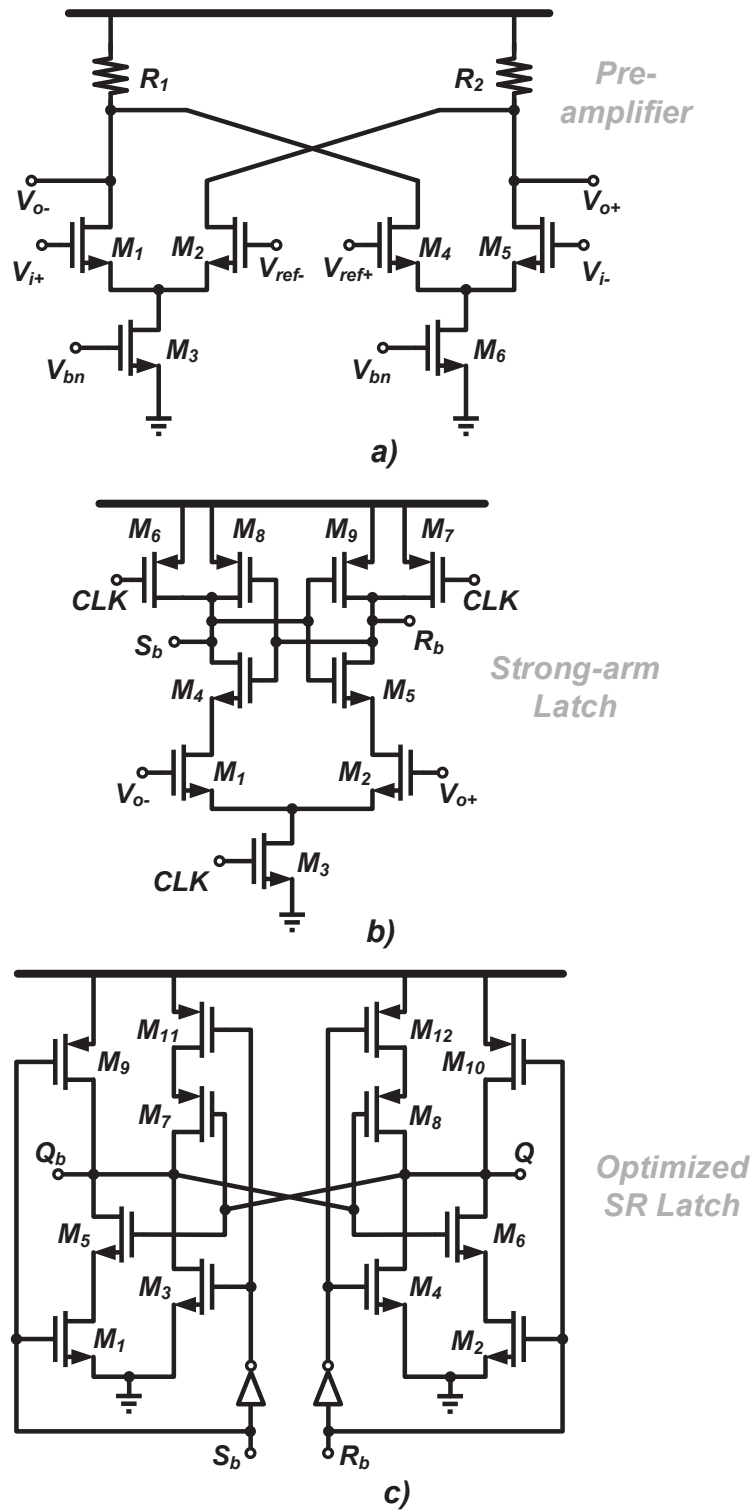 R1 R2
Pre-
amplifier
Vo- Vo+
M1 M2 M4 M5
Vi+ Vref- Vref+ Vi-
M3 M6
Vbn Vbn
a)
M6 M8 M9 M7
CLK CLK
Sb Rb
M4 M5
Strong-arm
Latch
M1 M2
Vo- Vo+
M3
CLK
b)
M11 M12
M9 M10
M7 M8
Qb Q
Optimized
SR Latch
M5 M6
M3 M4
M1 M2
Sb Rb
c)